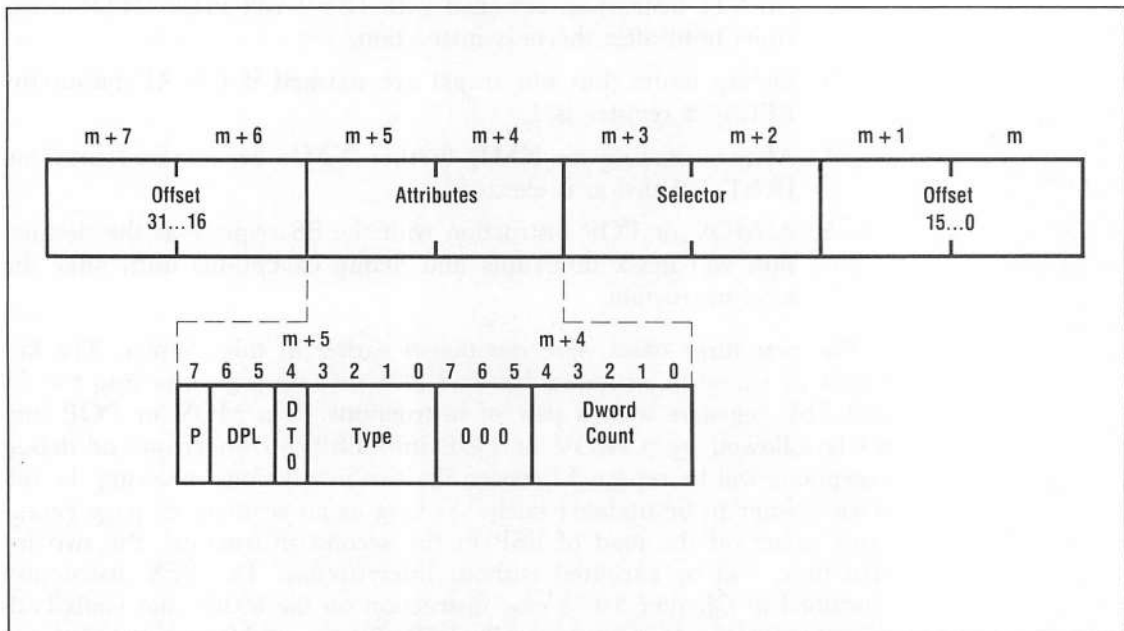 m + 7 m + 6 m + 5 m + 4 m + 3 m + 2 m + 1 m
Offset Attributes Selector Offset
31...16 15...0
m + 5 m + 4
7 6 5 4 3 2 1 0 7 6 5 4 3 2 1 0
P DPL D T 0 Type 0 0 0 Dword Count